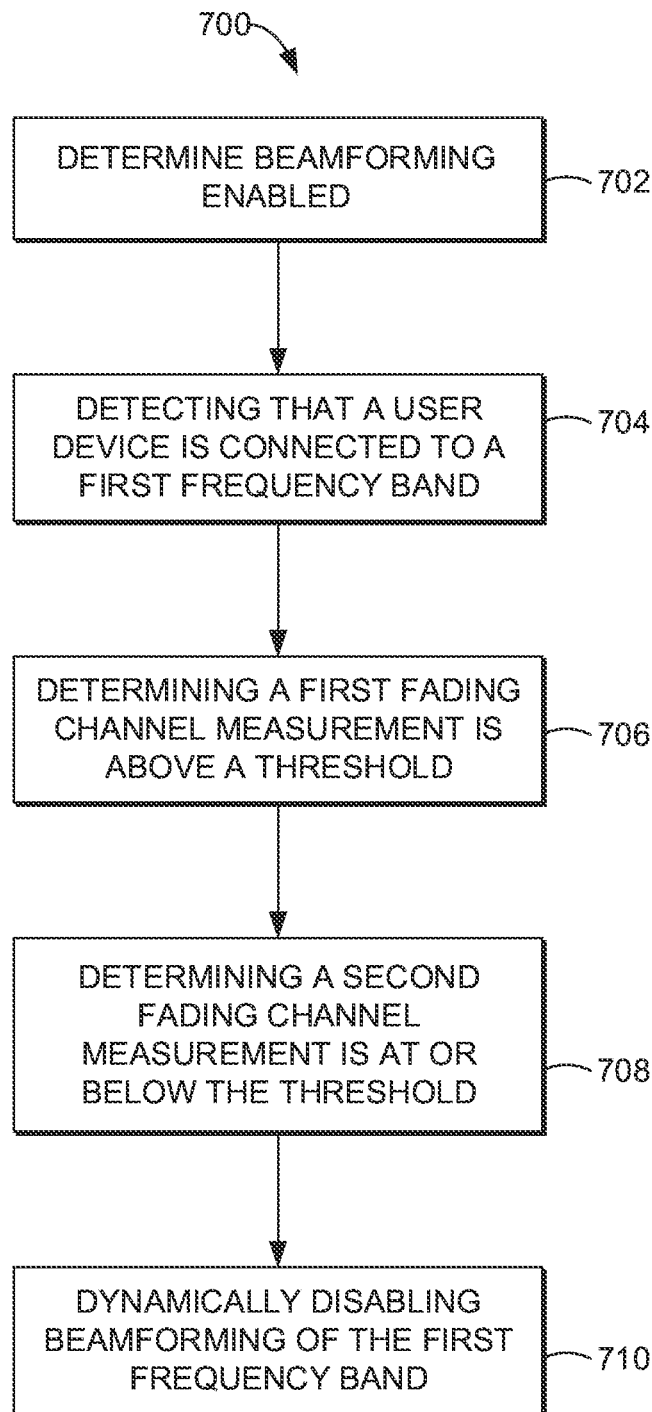 700
DETERMINE BEAMFORMING
ENABLED
702
DETECTING THAT A USER
DEVICE IS CONNECTED TO A
FIRST FREQUENCY BAND
704
DETERMINING A FIRST FADING
CHANNEL MEASUREMENT IS
ABOVE A THRESHOLD
706
DETERMINING A SECOND
FADING CHANNEL
MEASUREMENT IS AT OR
BELOW THE THRESHOLD
708
DYNAMICALLY DISABLING
BEAMFORMING OF THE FIRST
FREQUENCY BAND
710